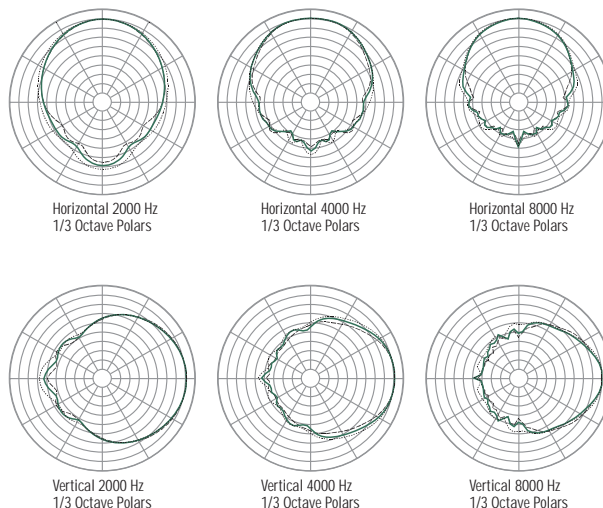 Horizontal 2000 Hz
1/3 Octave Polars
Horizontal 4000 Hz
1/3 Octave Polars
Horizontal 8000 Hz
1/3 Octave Polars
Vertical 2000 Hz
1/3 Octave Polars
Vertical 4000 Hz
1/3 Octave Polars
Vertical 8000 Hz
1/3 Octave Polars